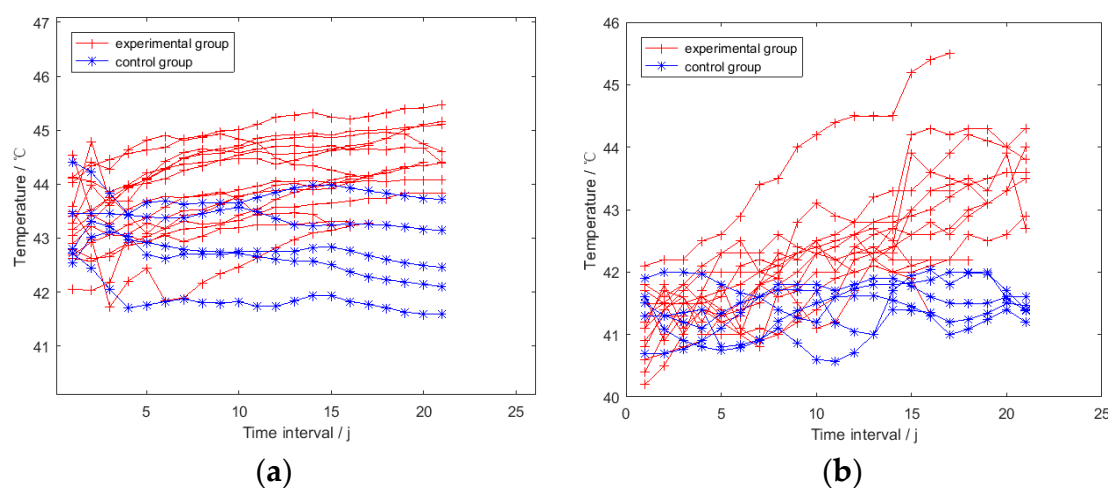 47
46
45
44
43
42
41
5
10
15
20
25
Temperature / ℃
Time interval / j
experimental group
control group
(a)
46
45
44
43
42
41
40
0
5
10
15
20
25
Temperature / ℃
Time interval / j
experimental group
control group
(b)